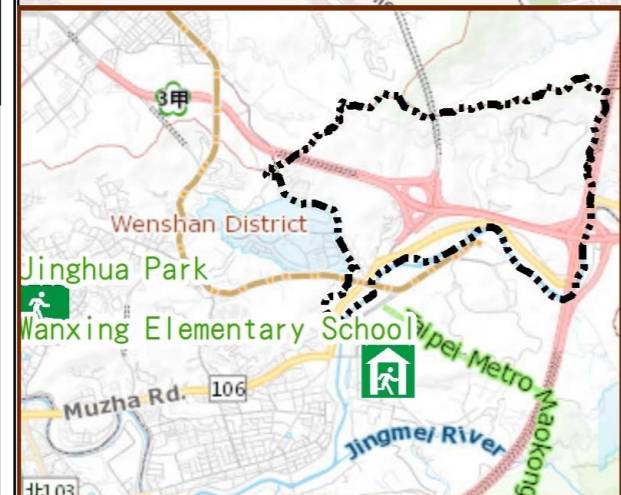 3甲
Wenshan District
Jinghua Park
Wanxing Elementary School
Taipei-Metro Maokong
Muzha Rd.
106
Jingmei River
北103